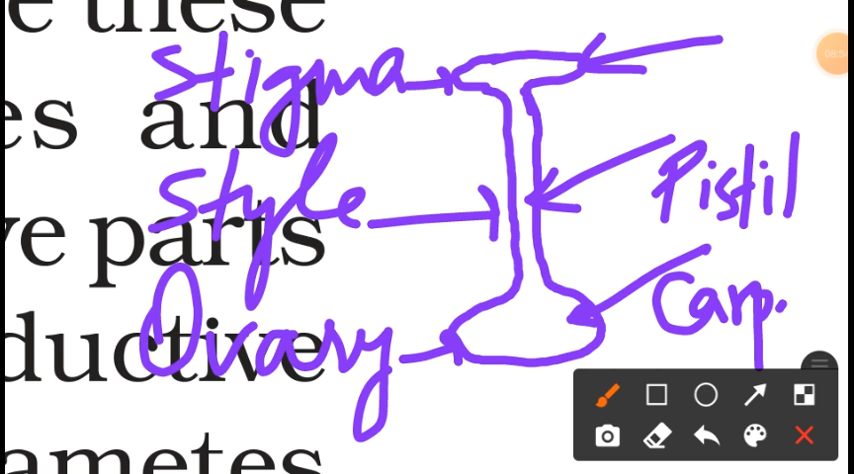 e these
Stigma
es and
Style
Pistil
ve parts
Carp.
Ovary
ductive
ametes